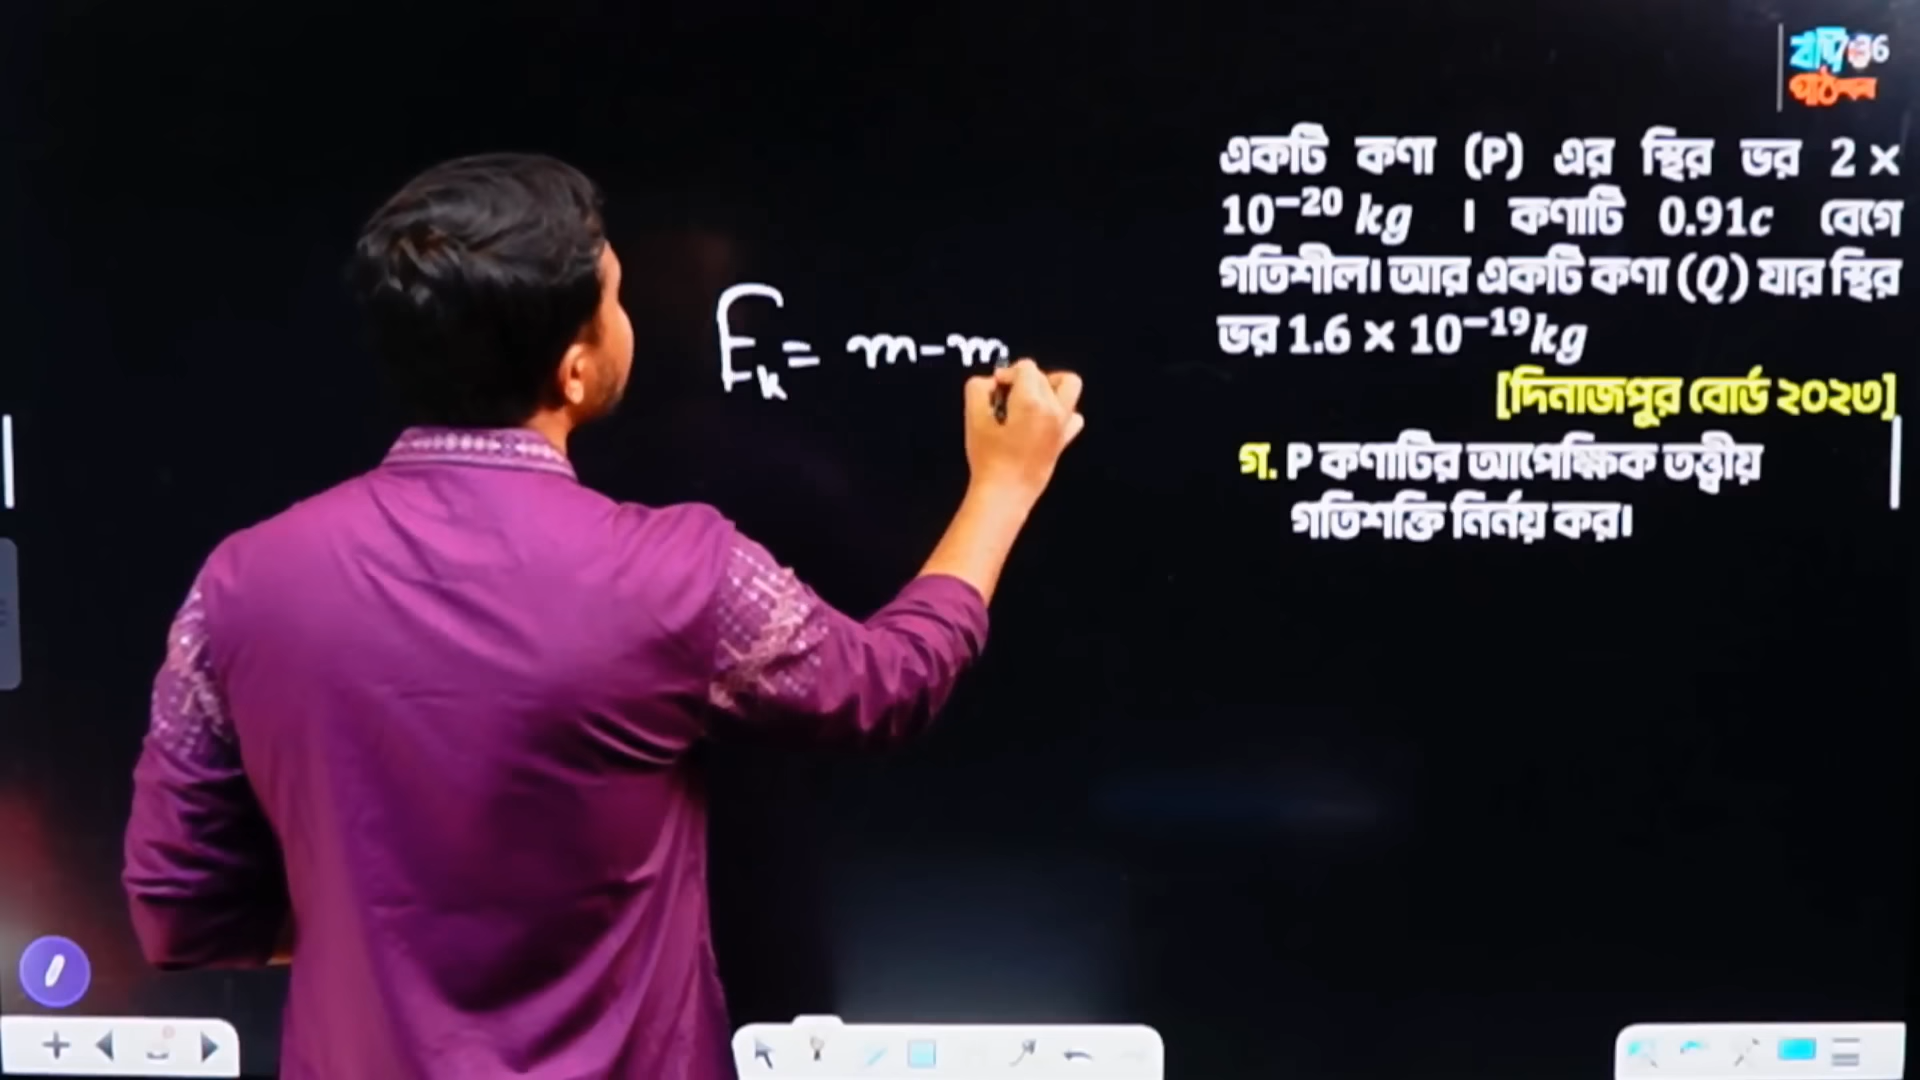 একটি কণা (P) এর স্থির ভর 2 ×
10⁻²⁰ kg । কণাটি 0.91c বেগে
গতিশীল। আর একটি কণা (Q) যার স্থির
ভর 1.6 × 10⁻¹⁹kg
[দিনাজপুর বোর্ড ২০২৩]
গ. P কণাটির আপেক্ষিক তত্ত্বীয়
গতিশক্তি নির্নয় কর।
Eₖ = m - m